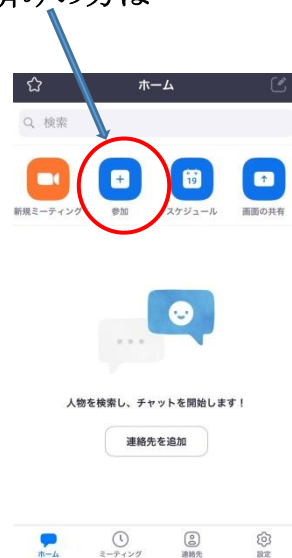 済みの方は
ホーム
検索
新規ミーティング
参加
19
スケジュール
画面の共有
人物を検索し、チャットを開始します！
連絡先を追加
ホーム
ミーティング
連絡先
設定